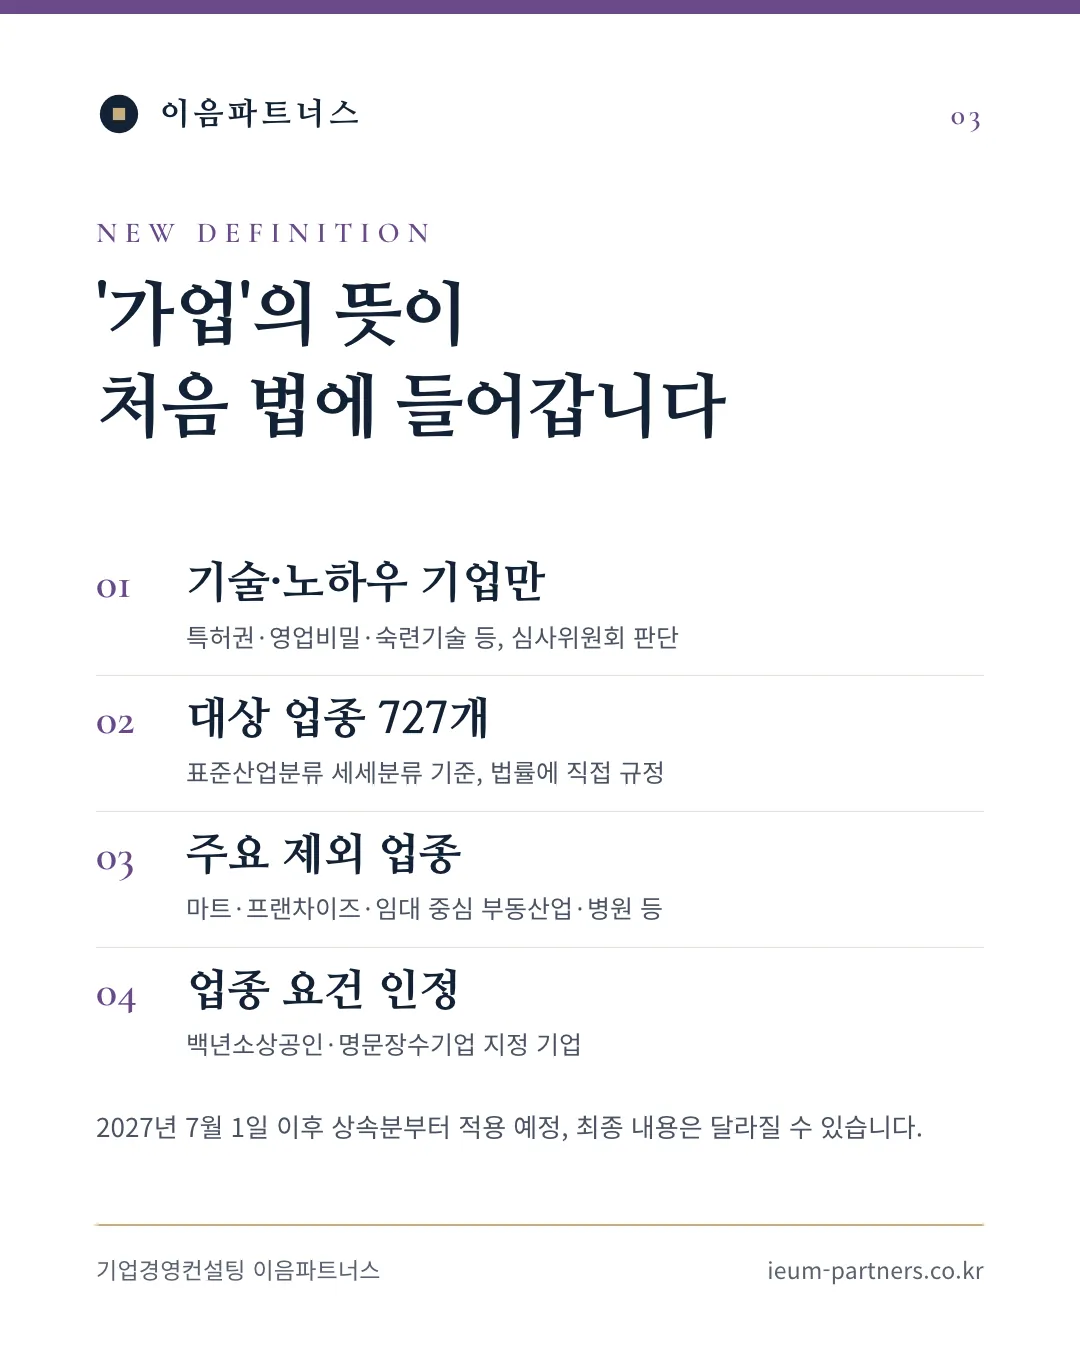 이음파트너스
03
NEW DEFINITION
'가업'의 뜻이
처음 법에 들어갑니다
01 기술·노하우 기업만
특허권·영업비밀·숙련기술 등, 심사위원회 판단
02 대상 업종 727개
표준산업분류 세세분류 기준, 법률에 직접 규정
03 주요 제외 업종
마트·프랜차이즈·임대 중심 부동산업·병원 등
04 업종 요건 인정
백년소상공인·명문장수기업 지정 기업
2027년 7월 1일 이후 상속분부터 적용 예정, 최종 내용은 달라질 수 있습니다.
기업경영컨설팅 이음파트너스
ieum-partners.co.kr